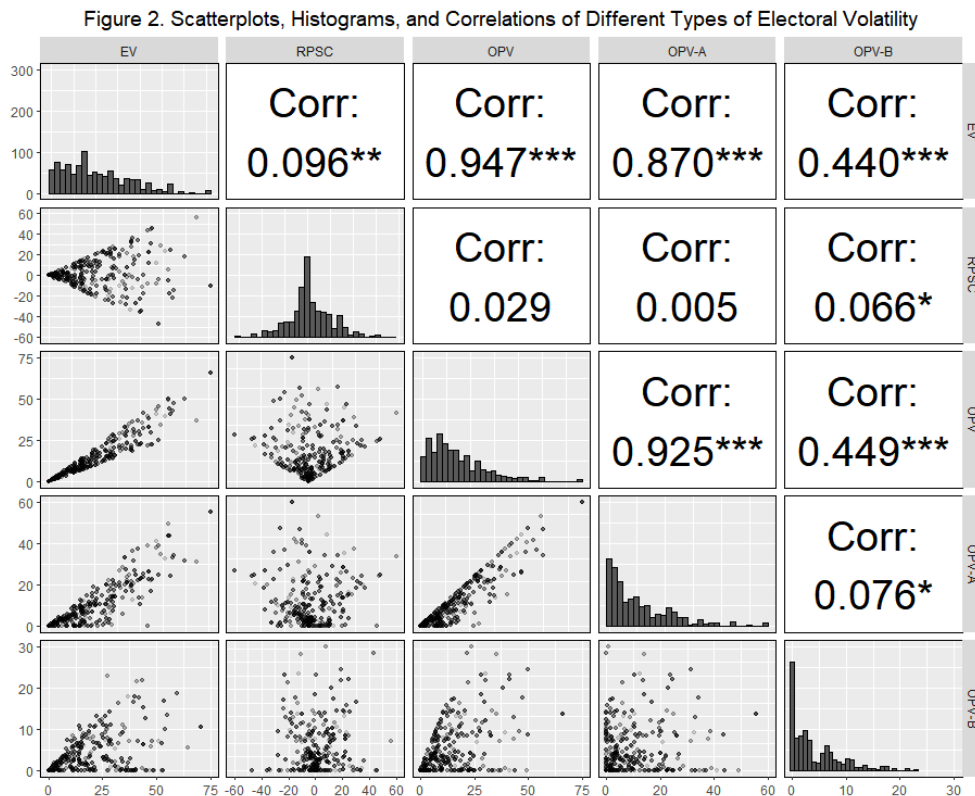 Figure 2. Scatterplots, Histograms, and Correlations of Different Types of Electoral Volatility
EV RPSC OPV OPV-A OPV-B
300
200
100
0
Corr:
0.096**
Corr:
0.947***
Corr:
0.870***
Corr:
0.440***
EV
60
40
20
0
-20
-40
-60
Corr:
0.029
Corr:
0.005
Corr:
0.066*
RPSC
75
50
25
0
Corr:
0.925***
Corr:
0.449***
OPV
60
40
20
0
Corr:
0.076*
OPV-A
30
20
10
0
OPV-B
0 25 50 75
-60 -40 -20 0 20 40 60
0 25 50 75
0 20 40 60
0 10 20 30